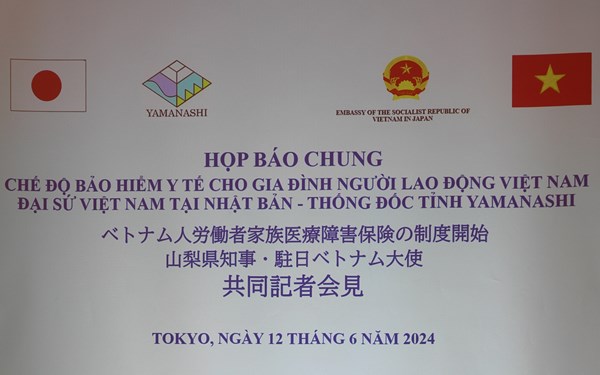 YAMANASHI
EMBASSY OF THE SOCIALIST REPUBLIC OF
VIETNAM IN JAPAN
HỌP BÁO CHUNG
CHẾ ĐỘ BẢO HIỂM Y TẾ CHO GIA ĐÌNH NGƯỜI LAO ĐỘNG VIỆT NAM
ĐẠI SỨ VIỆT NAM TẠI NHẬT BẢN - THỐNG ĐỐC TỈNH YAMANASHI
ベトナム人労働者家族医療障害保険の制度開始
山梨県知事・駐日ベトナム大使
共同記者会見
TOKYO, NGÀY 12 THÁNG 6 NĂM 2024